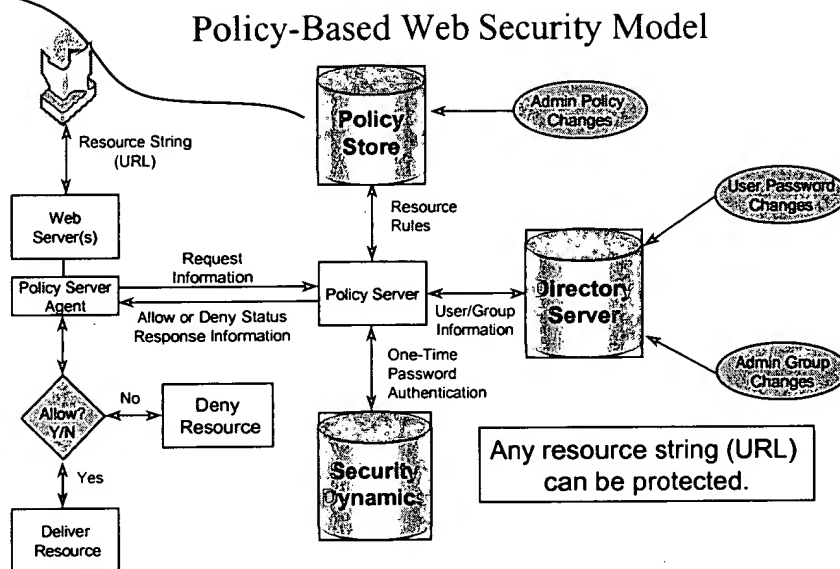 Policy-Based Web Security Model
Resource String
(URL)
Policy
Store
Admin Policy
Changes
User Password
Changes
Web
Server(s)
Resource
Rules
Request
Information
Policy Server
Agent
Policy Server
Directory
Server
Allow or Deny Status
Response Information
User/Group
Information
One-Time
Password
Authentication
Admin Group
Changes
Allow?
Y/N
No
Deny
Resource
Yes
Security
Dynamics
Any resource string (URL)
can be protected.
Deliver
Resource